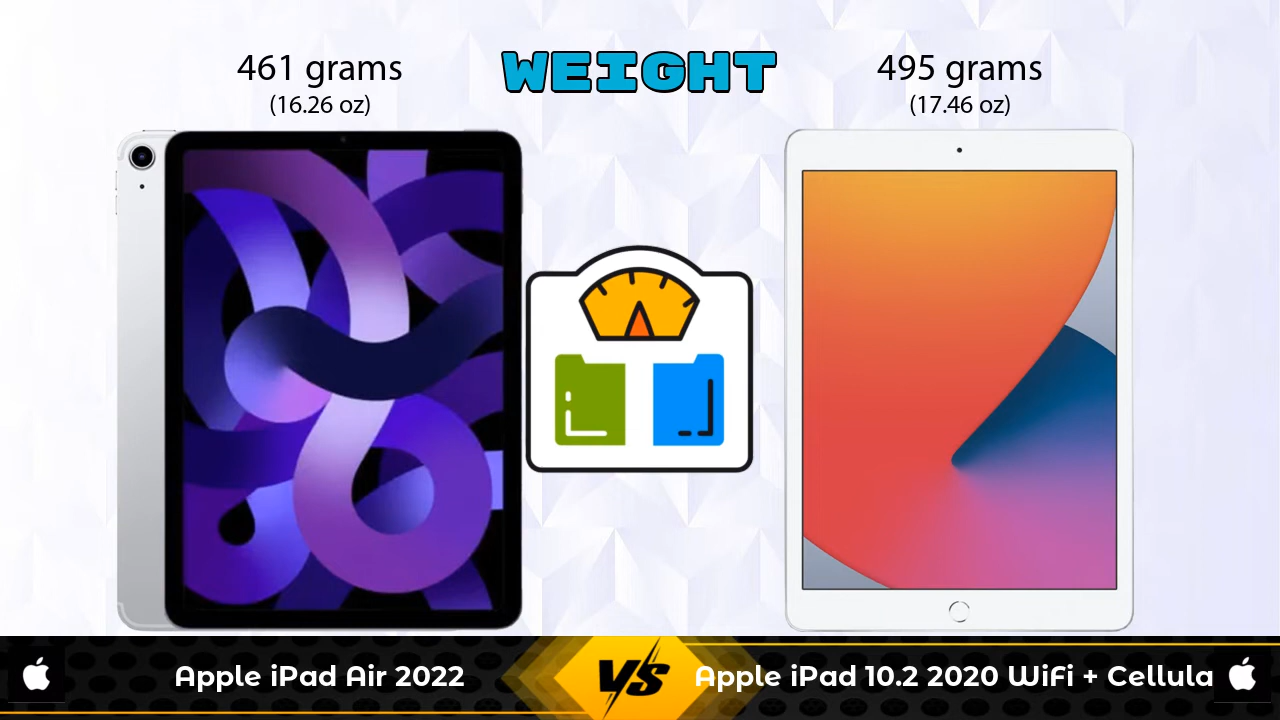 WEIGHT
461 grams
(16.26 oz)
495 grams
(17.46 oz)
Apple iPad Air 2022
VS
Apple iPad 10.2 2020 WiFi + Cellula